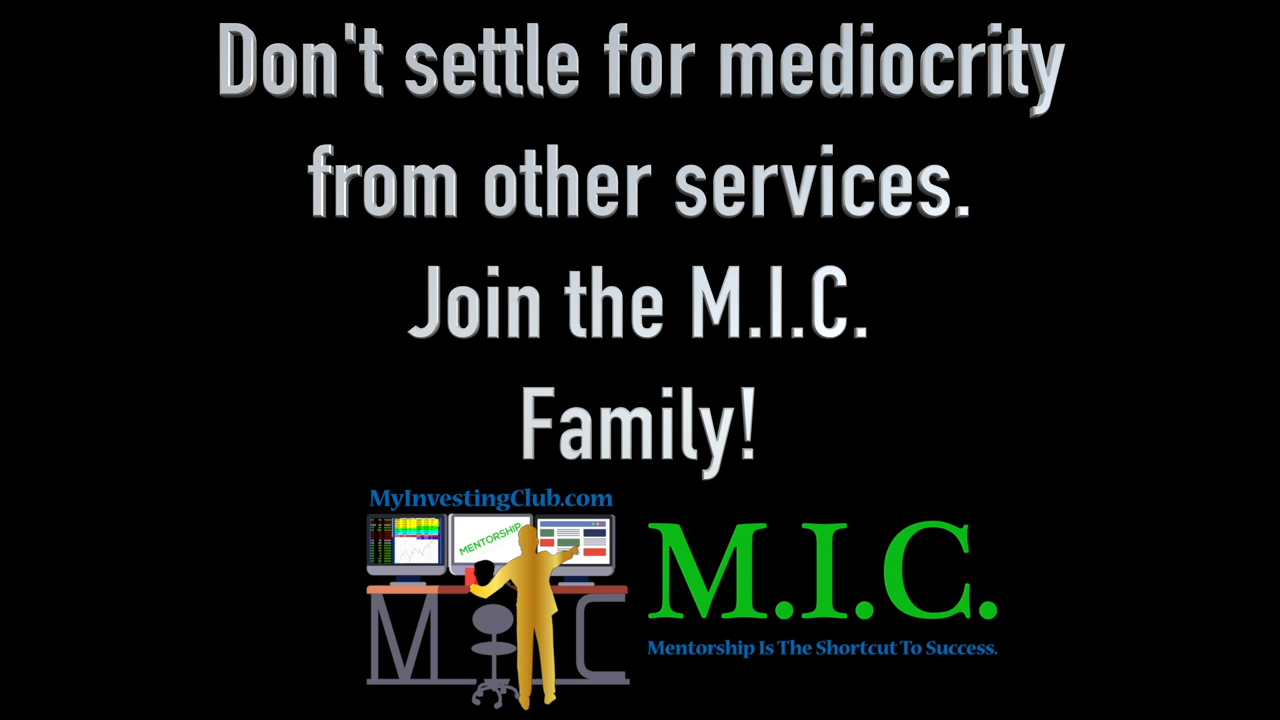 Don't settle for mediocrity
from other services.
Join the M.I.C.
Family!
MyInvestingClub.com
MENTORSHIP
MIC
M.I.C.
Mentorship Is The Shortcut To Success.